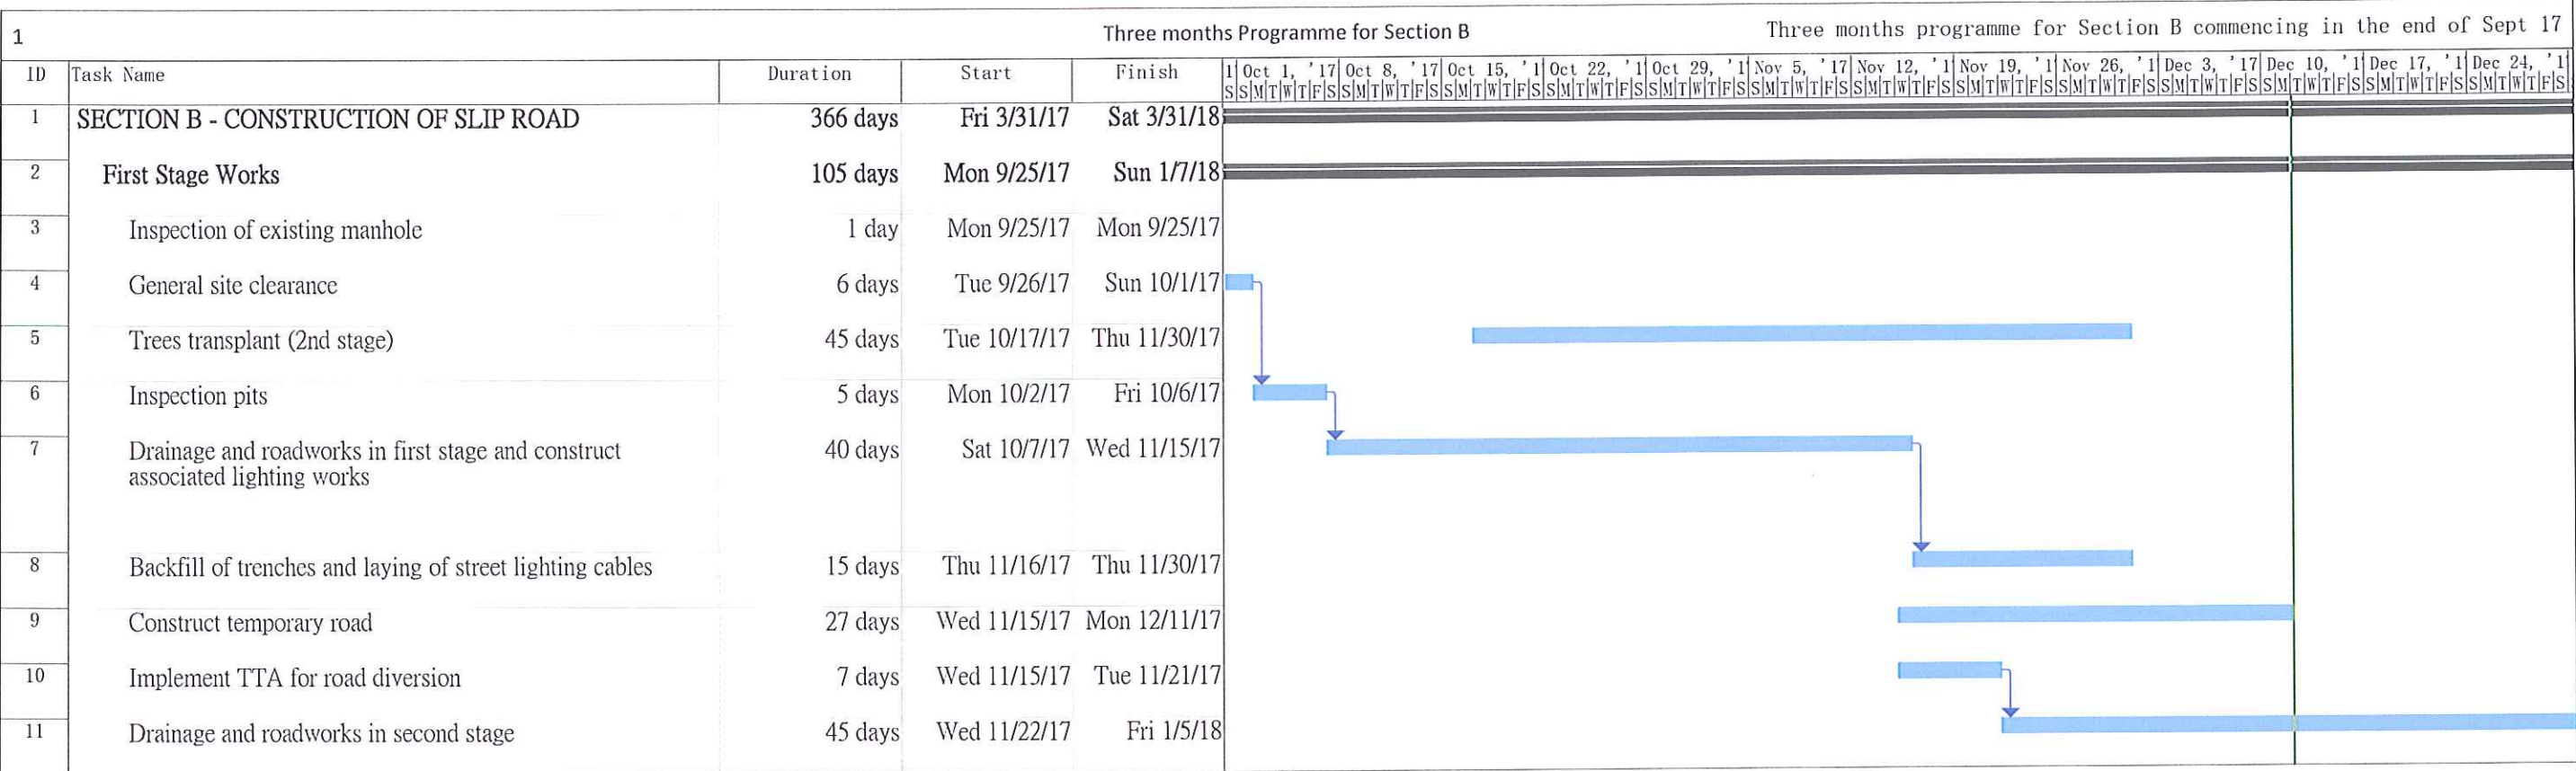 1
Three months Programme for Section B
Three months programme for Section B commencing in the end of Sept 17
ID Task Name Duration Start Finish 1 Oct 1, '17 Oct 8, '17 Oct 15, '1 Oct 22, '1 Oct 29, '1 Nov 5, '17 Nov 12, '1 Nov 19, '1 Nov 26, '1 Dec 3, '17 Dec 10, '1 Dec 17, '1 Dec 24, '1
S S M T W T F S S M T W T F S S M T W T F S S M T W T F S S M T W T F S S M T W T F S S M T W T F S S M T W T F S S M T W T F S S M T W T F S S M T W T F S S M T W T F S S M T W T F S
1 SECTION B - CONSTRUCTION OF SLIP ROAD 366 days Fri 3/31/17 Sat 3/31/18
2 First Stage Works 105 days Mon 9/25/17 Sun 1/7/18
3 Inspection of existing manhole 1 day Mon 9/25/17 Mon 9/25/17
4 General site clearance 6 days Tue 9/26/17 Sun 10/1/17
5 Trees transplant (2nd stage) 45 days Tue 10/17/17 Thu 11/30/17
6 Inspection pits 5 days Mon 10/2/17 Fri 10/6/17
7 Drainage and roadworks in first stage and construct 40 days Sat 10/7/17 Wed 11/15/17
associated lighting works
8 Backfill of trenches and laying of street lighting cables 15 days Thu 11/16/17 Thu 11/30/17
9 Construct temporary road 27 days Wed 11/15/17 Mon 12/11/17
10 Implement TTA for road diversion 7 days Wed 11/15/17 Tue 11/21/17
11 Drainage and roadworks in second stage 45 days Wed 11/22/17 Fri 1/5/18